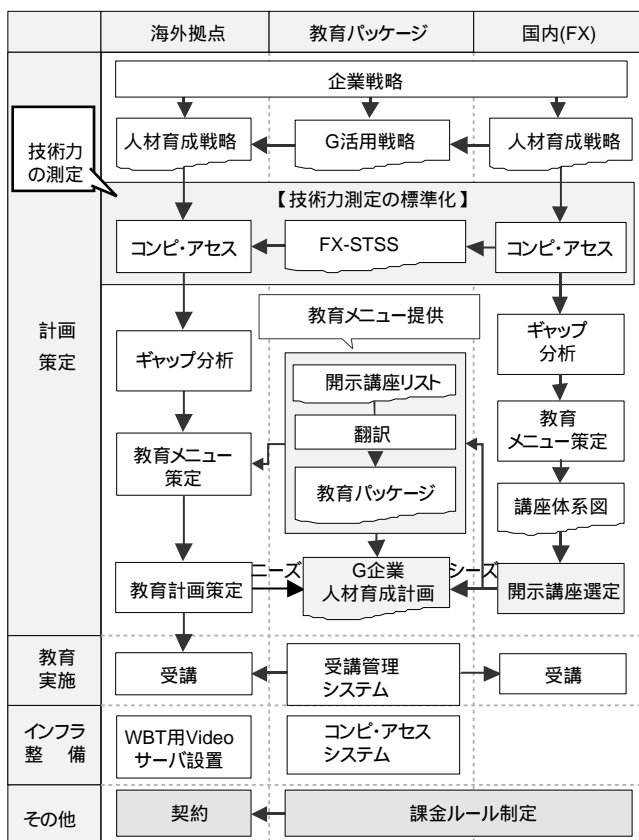 海外拠点
教育パッケージ
国内(FX)
企業戦略
技術力
の測定
人材育成戦略
G活用戦略
人材育成戦略
【技術力測定の標準化】
コンピ・アセス
FX-STSS
コンピ・アセス
計画
策定
教育メニュー提供
ギャップ分析
ギャップ
分析
開示講座リスト
翻訳
教育パッケージ
教育メニュー
策定
教育
メニュー策定
講座体系図
教育計画策定
ニーズ
G企業
人材育成計画
シーズ
開示講座選定
教育
実施
受講
受講管理
システム
受講
インフラ
整　備
WBT用Video
サーバ設置
コンピ・アセス
システム
その他
契約
課金ルール制定